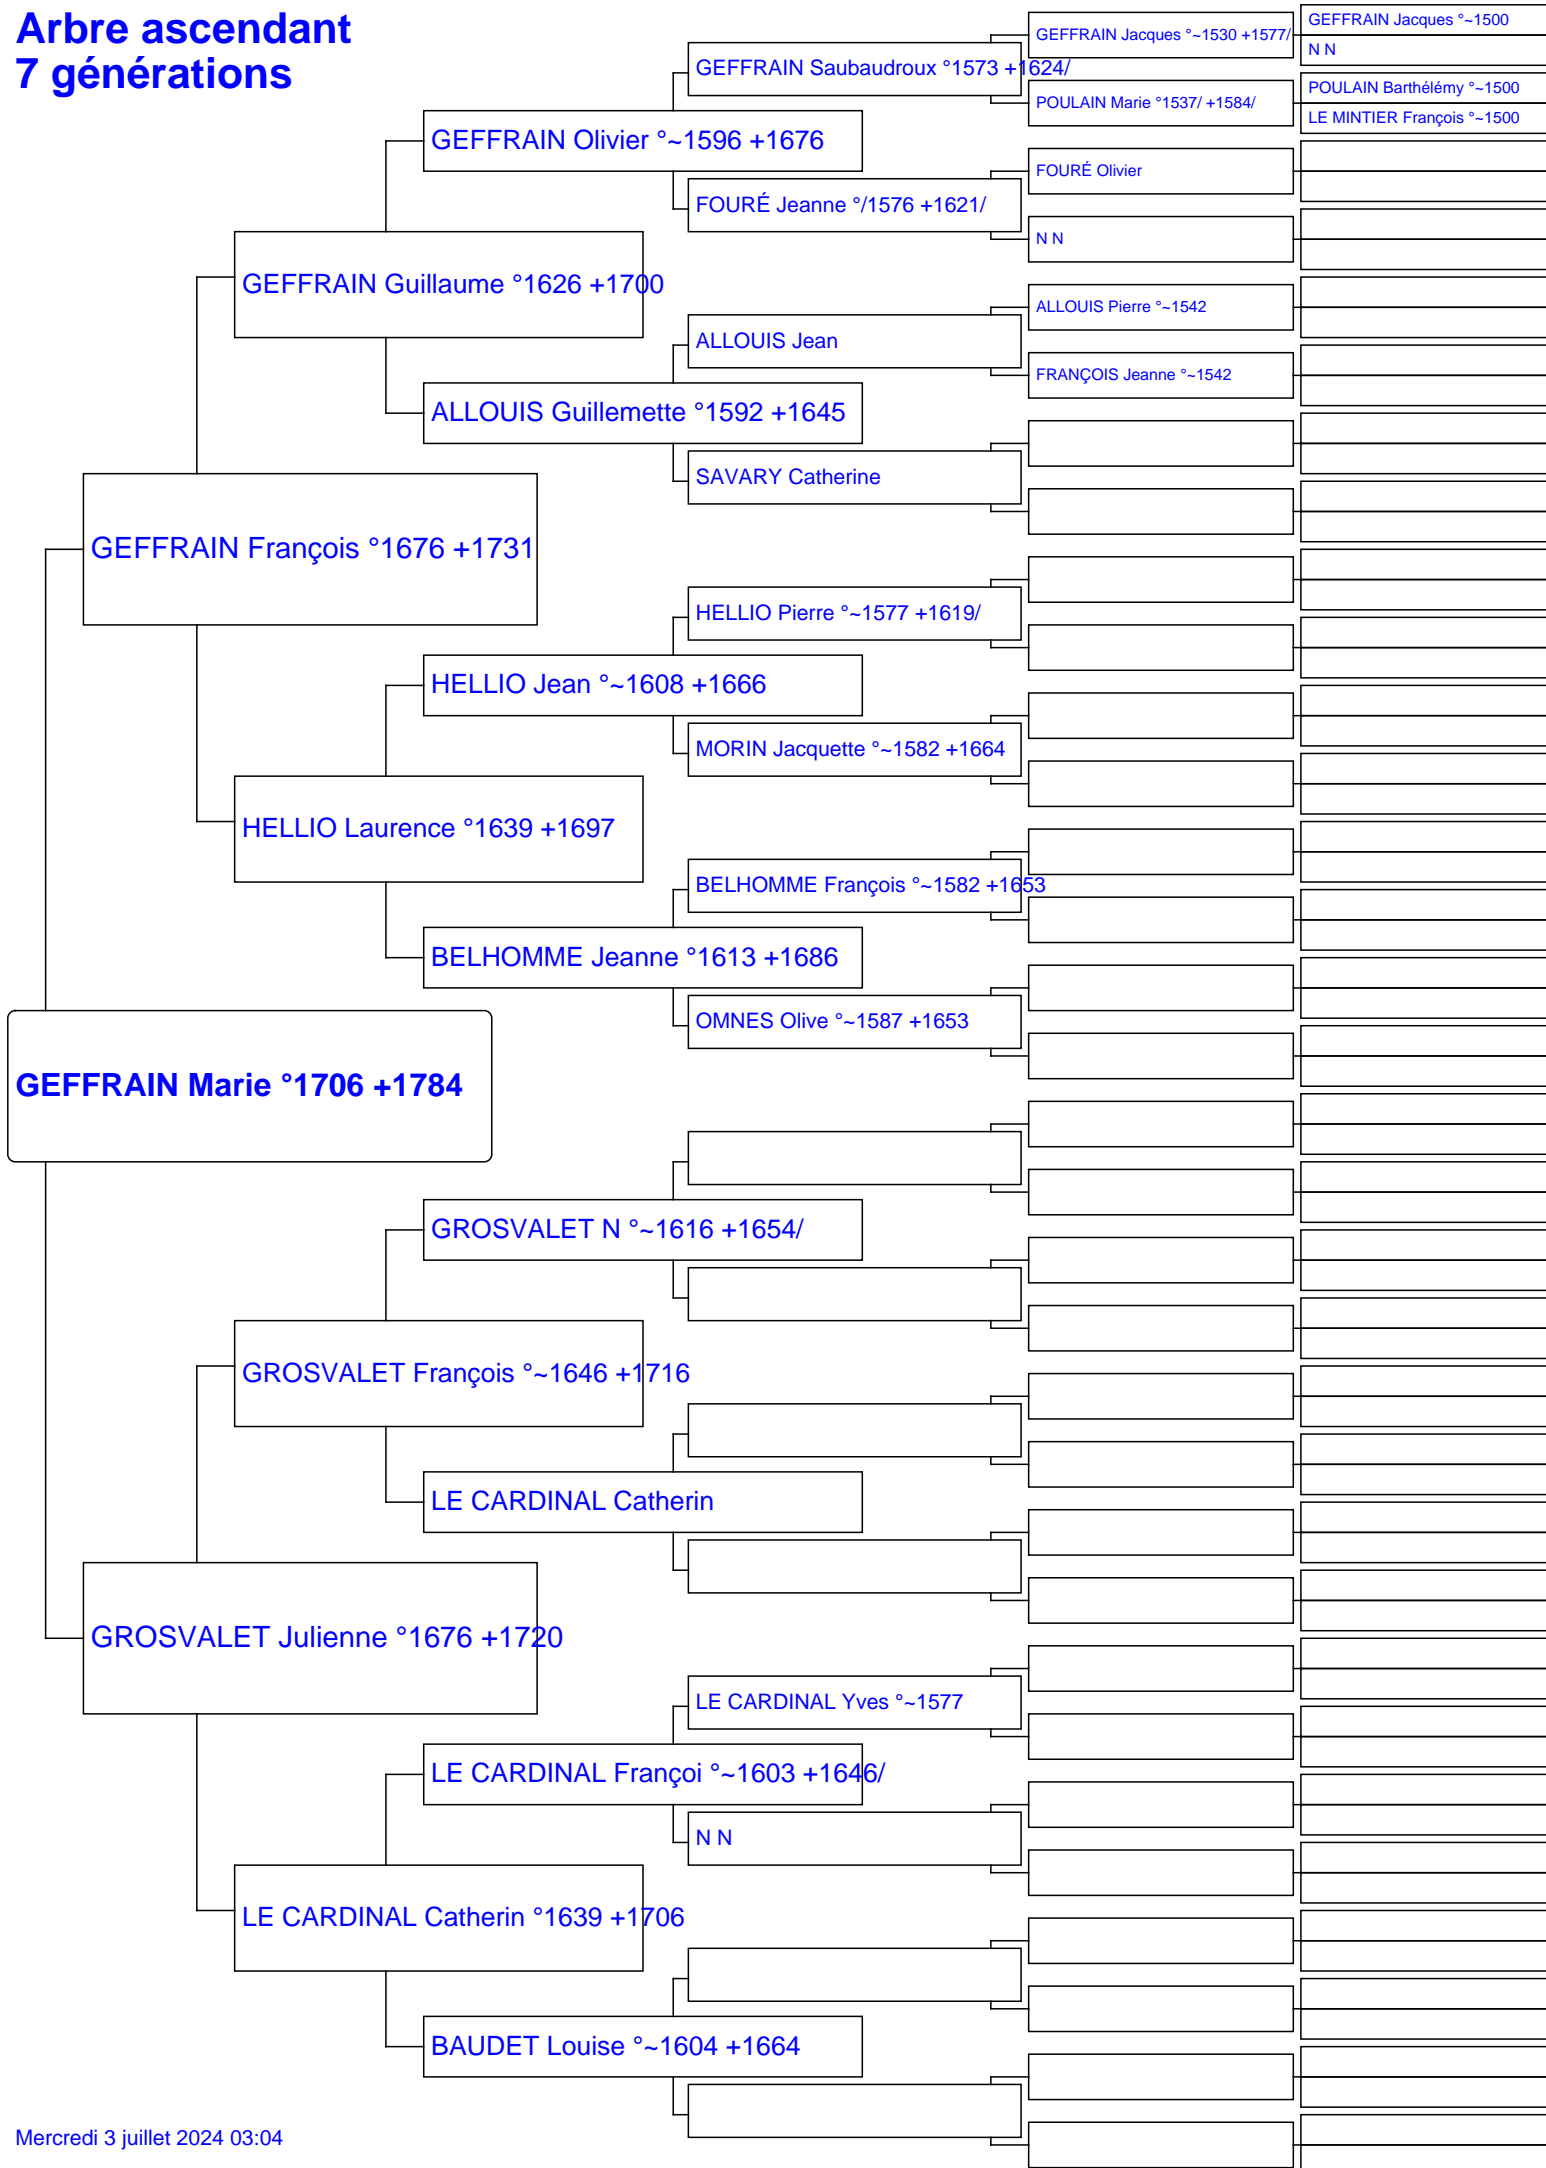 Arbre ascendant
7 générations
GEFFRAIN Jacques °~1500
GEFFRAIN Jacques °~1530 +1577/
N N
GEFFRAIN Saubaudroux °1573 +1624/
POULAIN Barthélémy °~1500
POULAIN Marie °1537/ +1584/
LE MINTIER François °~1500
GEFFRAIN Olivier °~1596 +1676
FOURÉ Olivier
FOURÉ Jeanne °/1576 +1621/
N N
GEFFRAIN Guillaume °1626 +1700
ALLOUIS Pierre °~1542
ALLOUIS Jean
FRANÇOIS Jeanne °~1542
ALLOUIS Guillemette °1592 +1645
SAVARY Catherine
GEFFRAIN François °1676 +1731
HELLIO Pierre °~1577 +1619/
HELLIO Jean °~1608 +1666
MORIN Jacquette °~1582 +1664
HELLIO Laurence °1639 +1697
BELHOMME François °~1582 +1653
BELHOMME Jeanne °1613 +1686
OMNES Olive °~1587 +1653
GEFFRAIN Marie °1706 +1784
GROSVALET N °~1616 +1654/
GROSVALET François °~1646 +1716
LE CARDINAL Catherin
GROSVALET Julienne °1676 +1720
LE CARDINAL Yves °~1577
LE CARDINAL Françoi °~1603 +1646/
N N
LE CARDINAL Catherin °1639 +1706
BAUDET Louise °~1604 +1664
Mercredi 3 juillet 2024 03:04